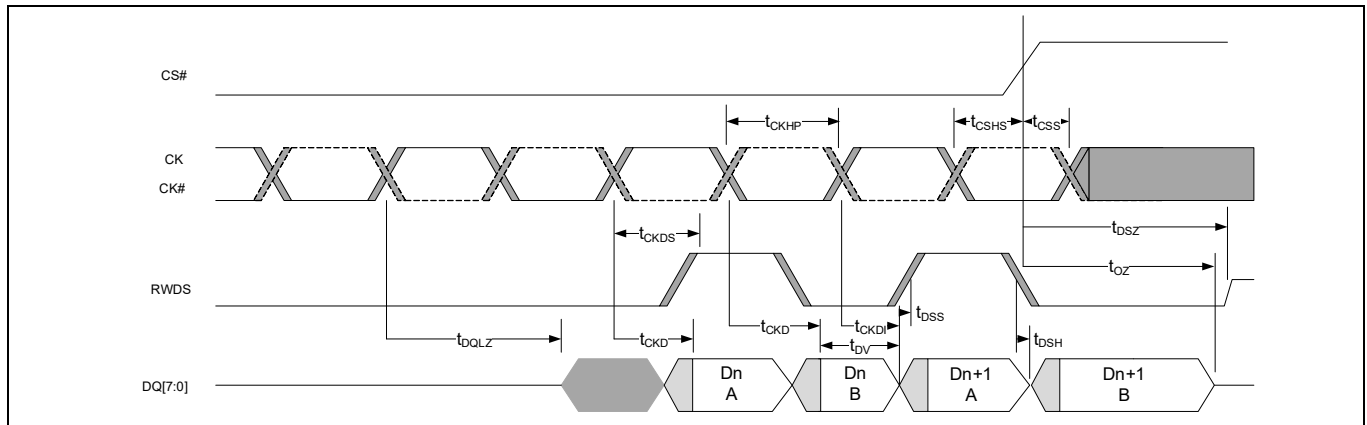 CS#
tCKHP
tCSHS
tCSS
CK
CK#
tCKDS
tDSZ
tOZ
RWDS
tDSS
tCKD
tCKDI
tDQLZ
tCKD
tDV
tDSH
DQ[7:0]
Dn
A
Dn
B
Dn+1
A
Dn+1
B